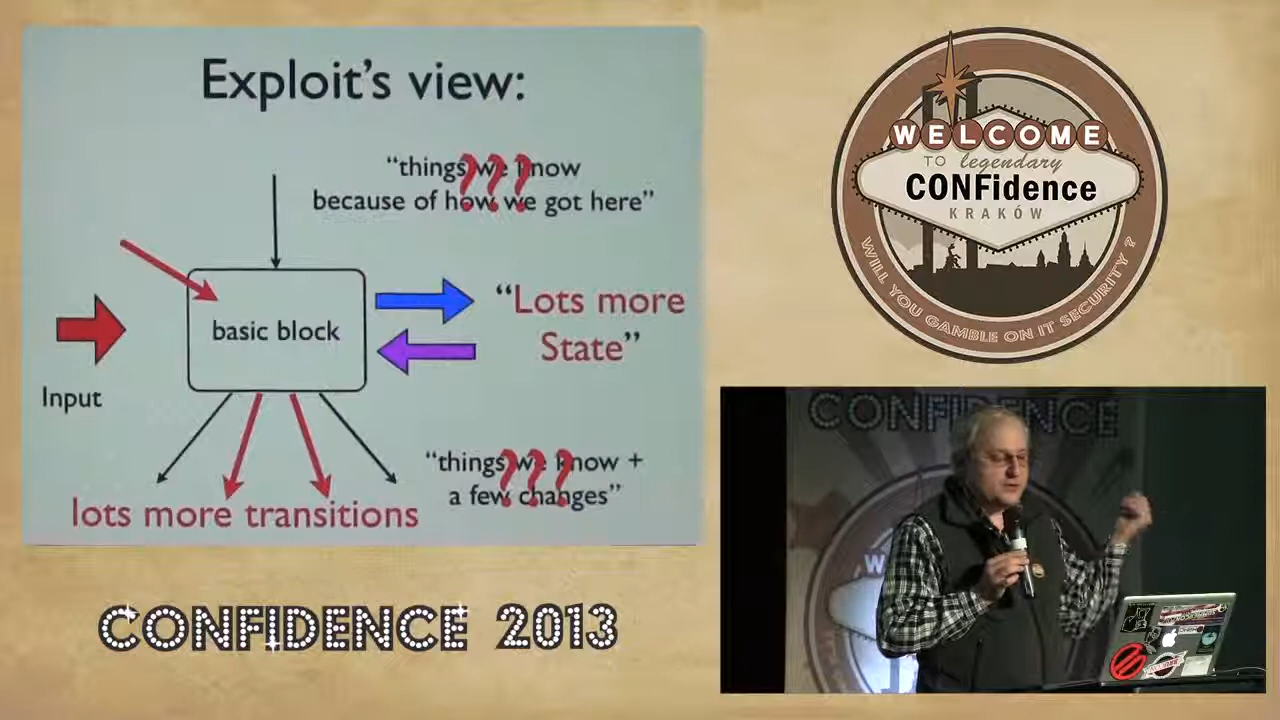 Exploit's view:
"things we know
because of how we got here"
???
basic block
"Lots more
State"
Input
"things we know +
a few changes"
???
lots more transitions
CONFIDENCE 2013
WELCOME
TO legendary
CONFidence
KRAKÓW
WILL YOU GAMBLE ON IT SECURITY ?
CONFIDENCE